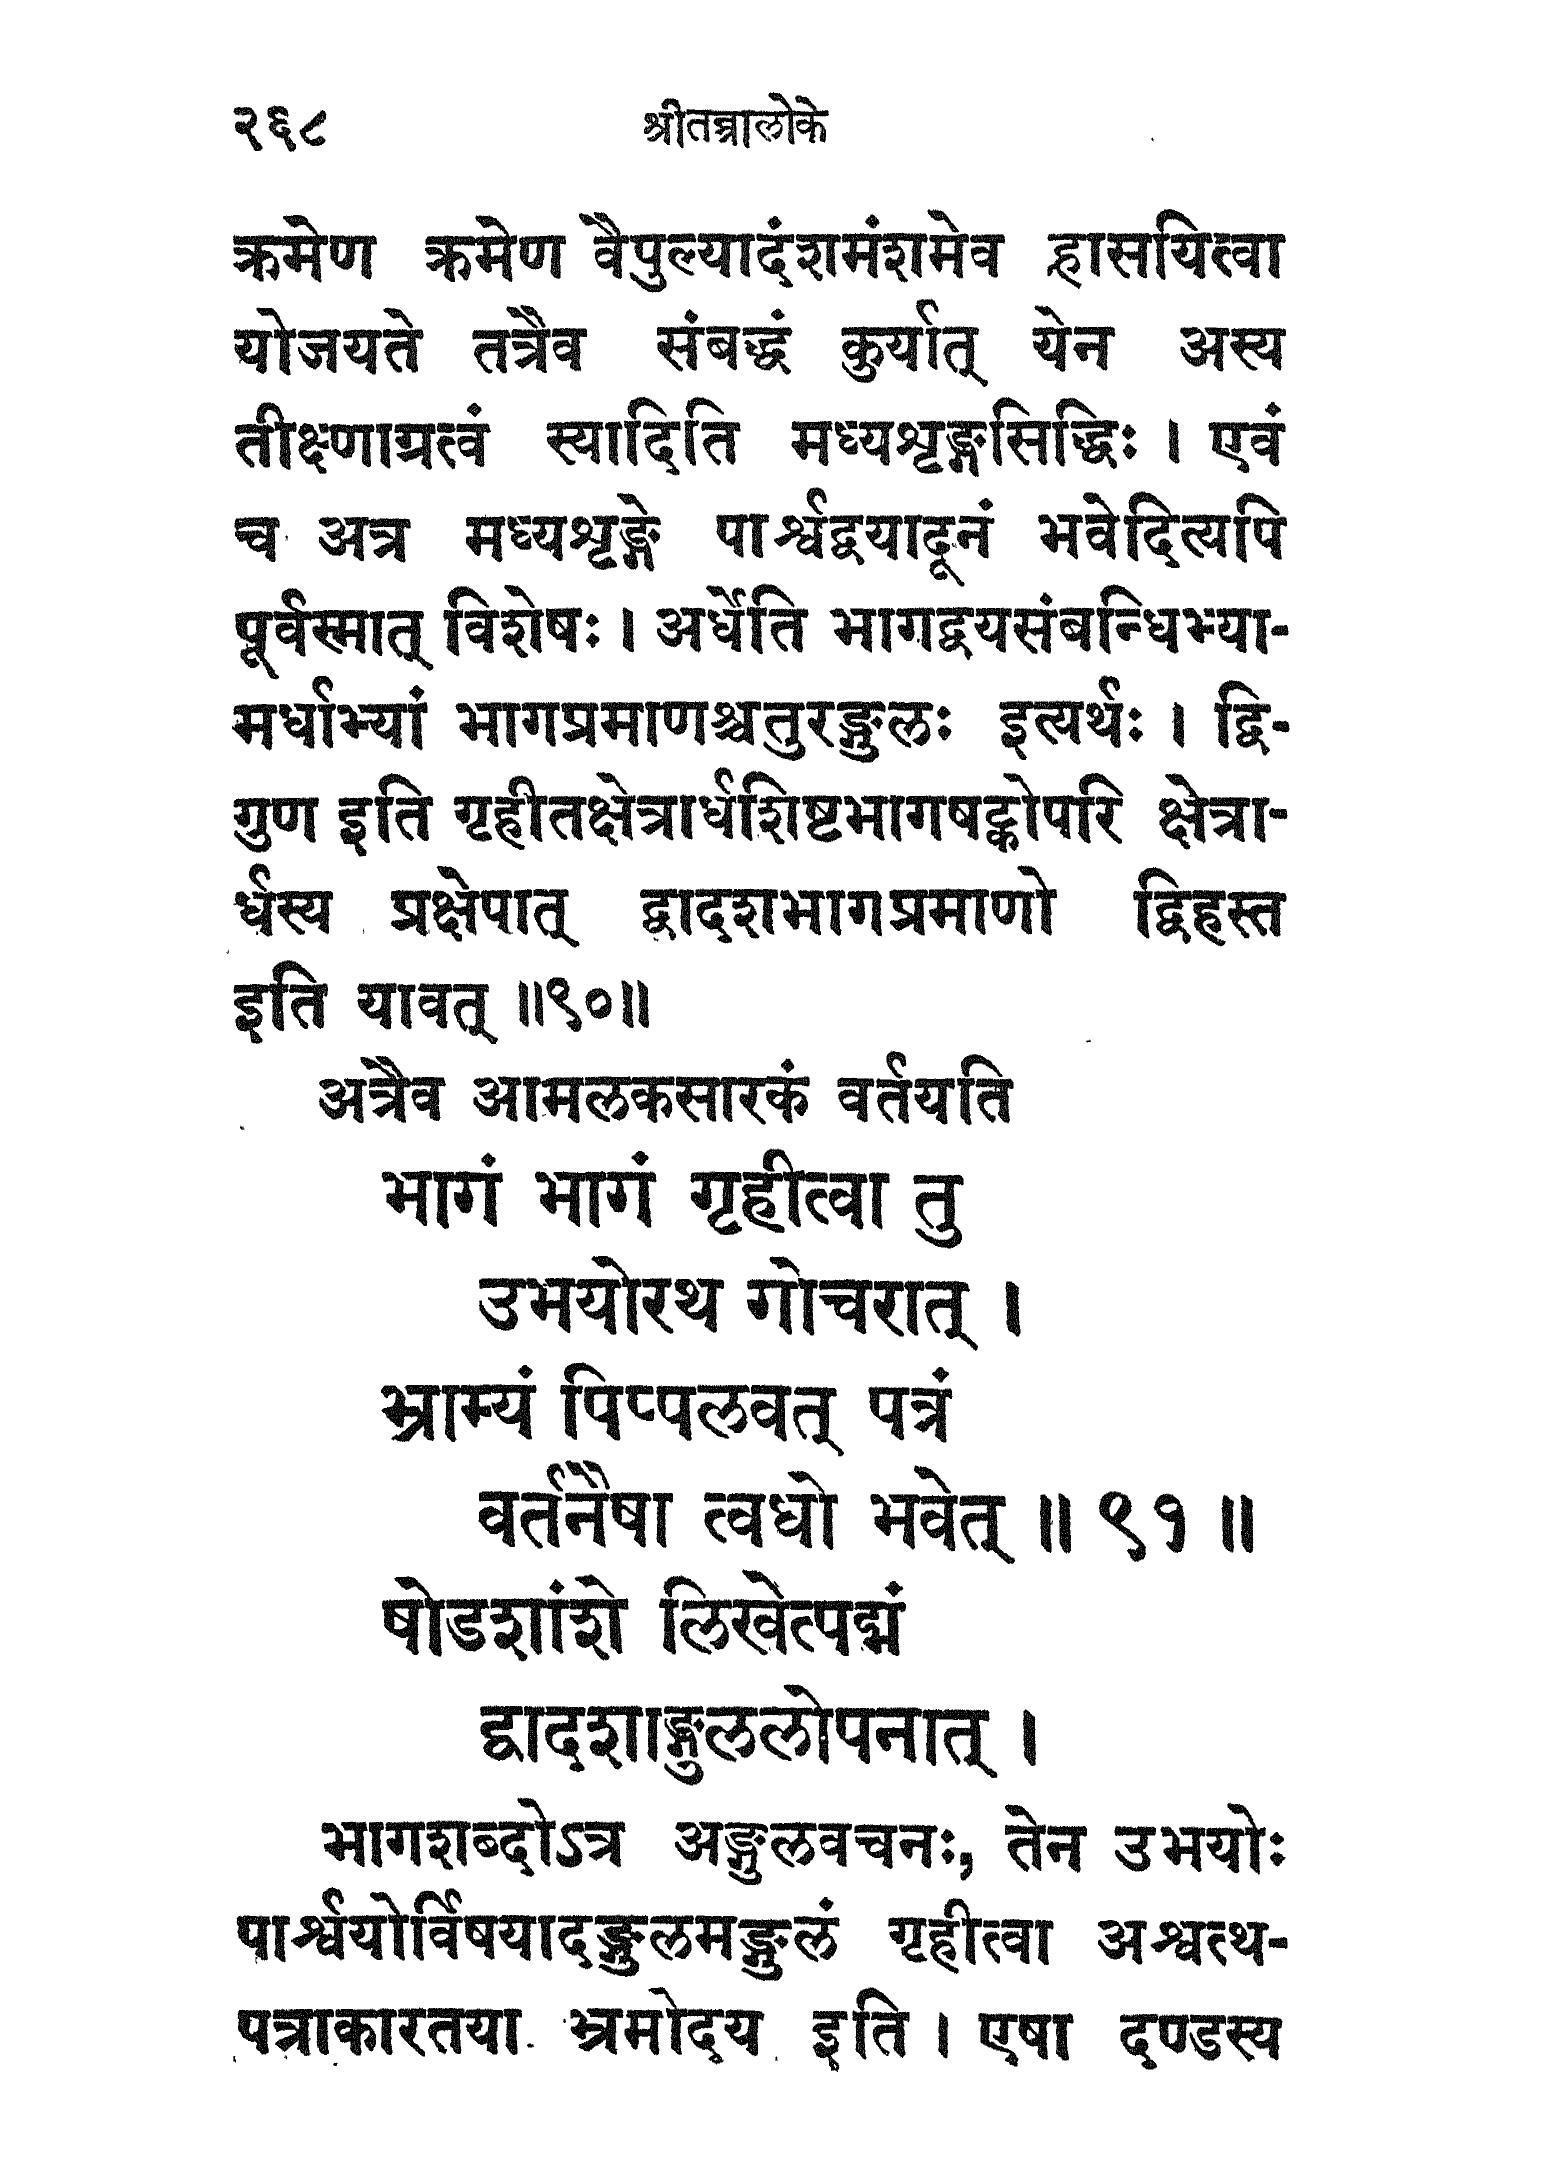 २६८ श्रीतन्त्रालोके
क्रमेण क्रमेण वैपुल्यादंशमंशमेव ह्रासयित्वा
योजयते तत्रैव संबद्धं कुर्यात् येन अस्य
तीक्ष्णाग्रत्वं स्यादिति मध्यशृङ्गसिद्धिः । एवं
च अत्र मध्यशृङ्गे पार्श्वद्वयादूनं भवेदित्यपि
पूर्वस्मात् विशेषः । अर्धेति भागद्वयसंबन्धिभ्या-
मर्धाभ्यां भागप्रमाणश्चतुरङ्गुलः इत्यर्थः । द्वि-
गुण इति गृहीतक्षेत्रार्धशिष्टभागषट्कोपरि क्षेत्रा-
र्धस्य प्रक्षेपात् द्वादशभागप्रमाणो द्विहस्त
इति यावत् ॥९०॥
अत्रैव आमलकसारकं वर्तयति
भागं भागं गृहीत्वा तु
उभयोरथ गोचरात् ।
भ्राम्यं पिप्पलवत् पत्रं
वर्तनैषा त्वधो भवेत् ॥ ९१ ॥
षोडशांशे लिखेत्पद्मं
द्वादशाङ्गुललोपनात् ।
भागशब्दोऽत्र अङ्गुलवचनः, तेन उभयोः
पार्श्वयोर्विषयादङ्गुलमङ्गुलं गृहीत्वा अश्वत्थ-
पत्राकारतया भ्रमोदय इति । एषा दण्डस्य